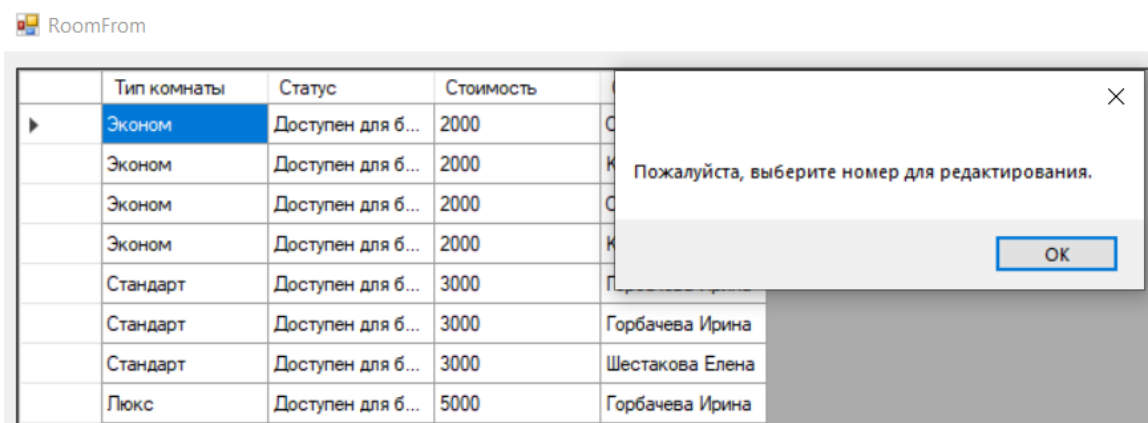 RoomFrom
Тип комнаты Статус Стоимость
Эконом Доступен для б... 2000
Эконом Доступен для б... 2000
Пожалуйста, выберите номер для редактирования.
Эконом Доступен для б... 2000
Эконом Доступен для б... 2000
OK
Стандарт Доступен для б... 3000
Стандарт Доступен для б... 3000 Горбачева Ирина
Стандарт Доступен для б... 3000 Шестакова Елена
Люкс Доступен для б... 5000 Горбачева Ирина